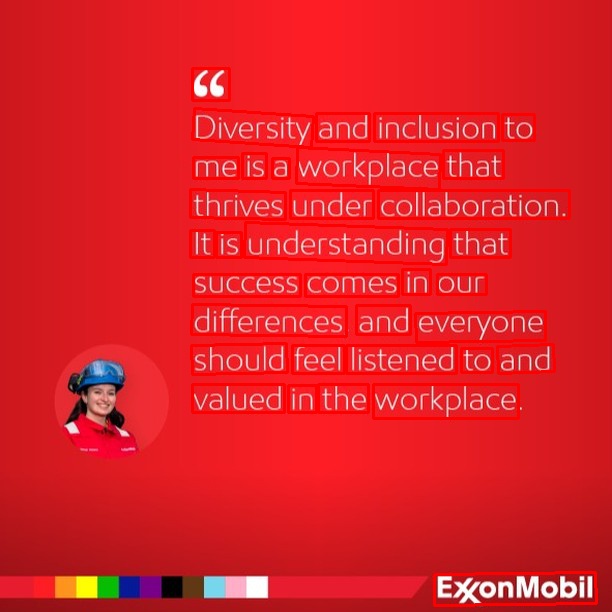 “
Diversity and inclusion to
me is a workplace that
thrives under collaboration.
It is understanding that
success comes in our
differences and everyone
should feel listened to and
valued in the workplace.
ExxonMobil